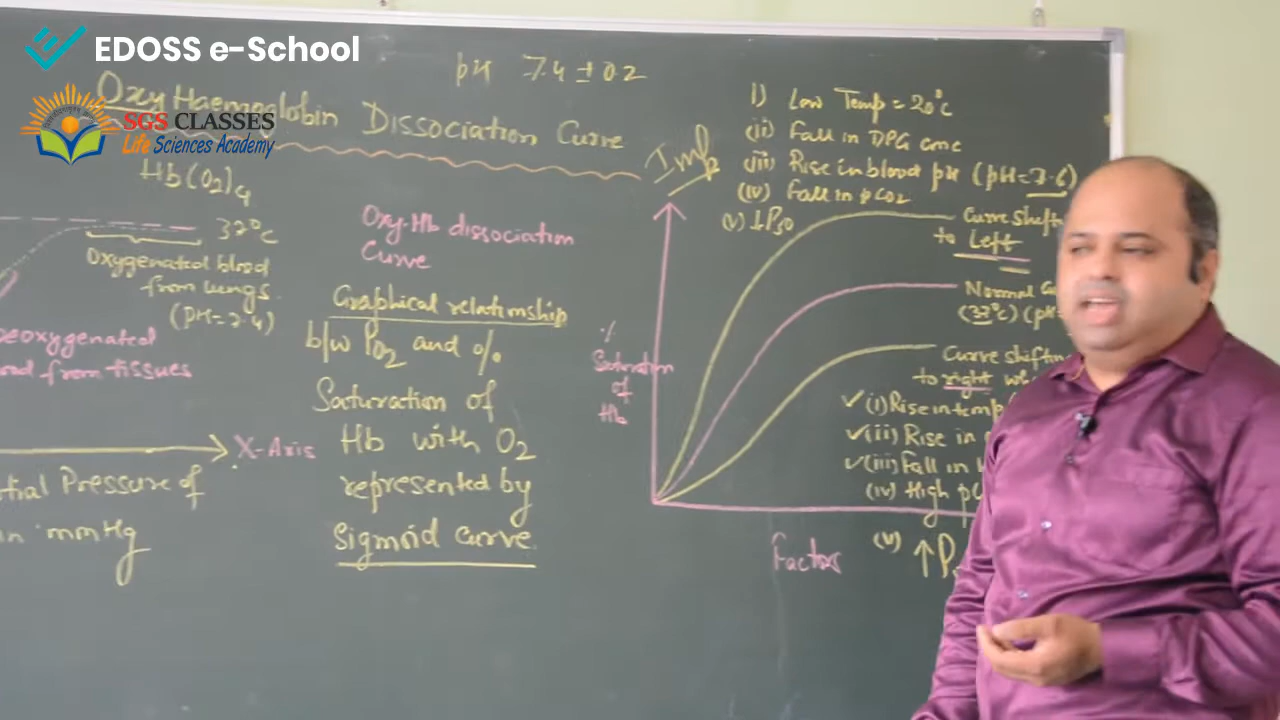 EDOSS e-School
SGS CLASSES
Life Sciences Academy
pH 7.4 ± 02
Oxy Haemoglobin Dissociation Curve
Hb(O2)4
37°C
Oxygenated blood
from lungs.
(pH=7.4)
eoxygenated
from tissues
X-Axis
tial Pressure of
in mmHg
Oxy.Hb dissociation
Curve
Graphical relationship
b/w PO2 and %
Saturation of
Hb with O2
represented by
Sigmoid curve
Imp
i) Low Temp = 20°C
(ii) Fall in DPG conc
(iii) Rise in blood pH (pH=7.6)
(iv) Fall in pCO2
(v) ↓P50
Curve shift
to Left
Normal
(37°C) (pH
Curve shiftn
to right
✓(i) Rise in temp
✓(ii) Rise in
✓(iii) Fall in
(iv) High
(v) ↑P
%
Saturation
of
Hb
Factors